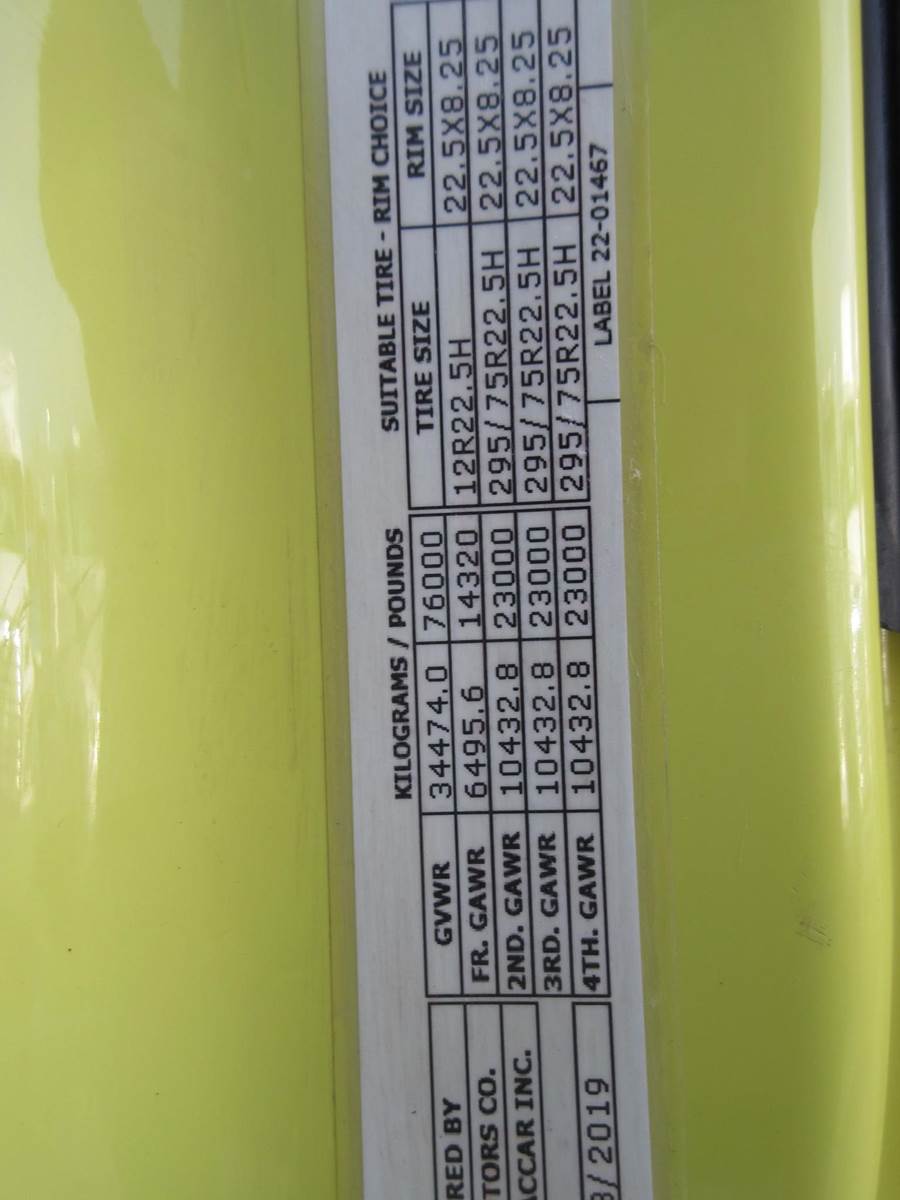 KILOGRAMS / POUNDS SUITABLE TIRE - RIM CHOICE
TIRE SIZE RIM SIZE
GVWR 34474.0 76000
FR. GAWR 6495.6 14320 12R22.5H 22.5X8.25
2ND. GAWR 10432.8 23000 295/75R22.5H 22.5X8.25
3RD. GAWR 10432.8 23000 295/75R22.5H 22.5X8.25
4TH. GAWR 10432.8 23000 295/75R22.5H 22.5X8.25
LABEL 22-01467
RED BY
TORS CO.
ACCAR INC.
/2019